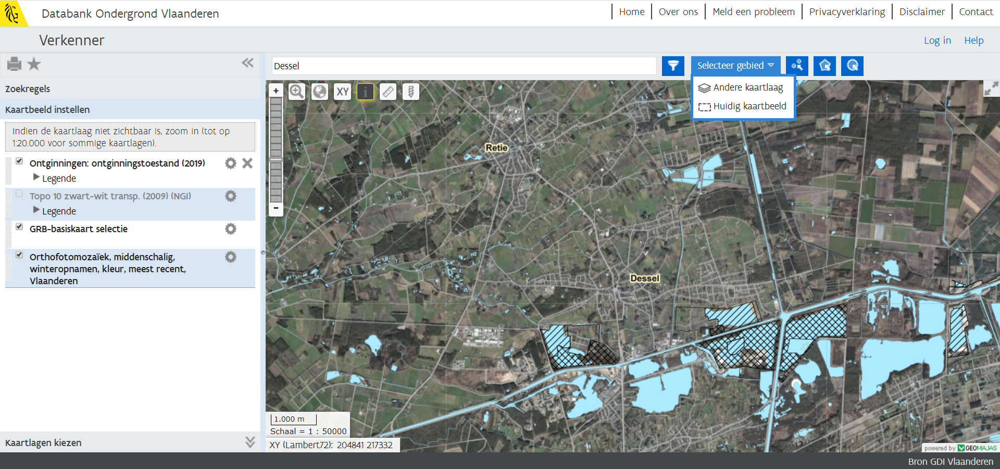 Databank Ondergrond Vlaanderen
Home
Over ons
Meld een probleem
Privacyverklaring
Disclaimer
Contact
Verkenner
Log in
Help
Dessel
Selecteer gebied
Andere kaartlaag
Huidig kaartbeeld
Zoekregels
Kaartbeeld instellen
Indien de kaartlaag niet zichtbaar is, zoom in (tot op
1:20.000 voor sommige kaartlagen).
Ontginningen: ontginningstoestand (2019)
Legende
Topo 10 zwart-wit transp. (2009) (NGI)
Legende
GRB-basiskaart selectie
Orthofotomozaïek, middenschalig,
winteropnamen, kleur, meest recent,
Vlaanderen
Kaartlagen kiezen
+
XY
i
-
Retie
Dessel
1.000 m
Schaal = 1 : 50000
XY (Lambert72): 204841 217332
powered by GEOMAJAS
Bron GDI Vlaanderen